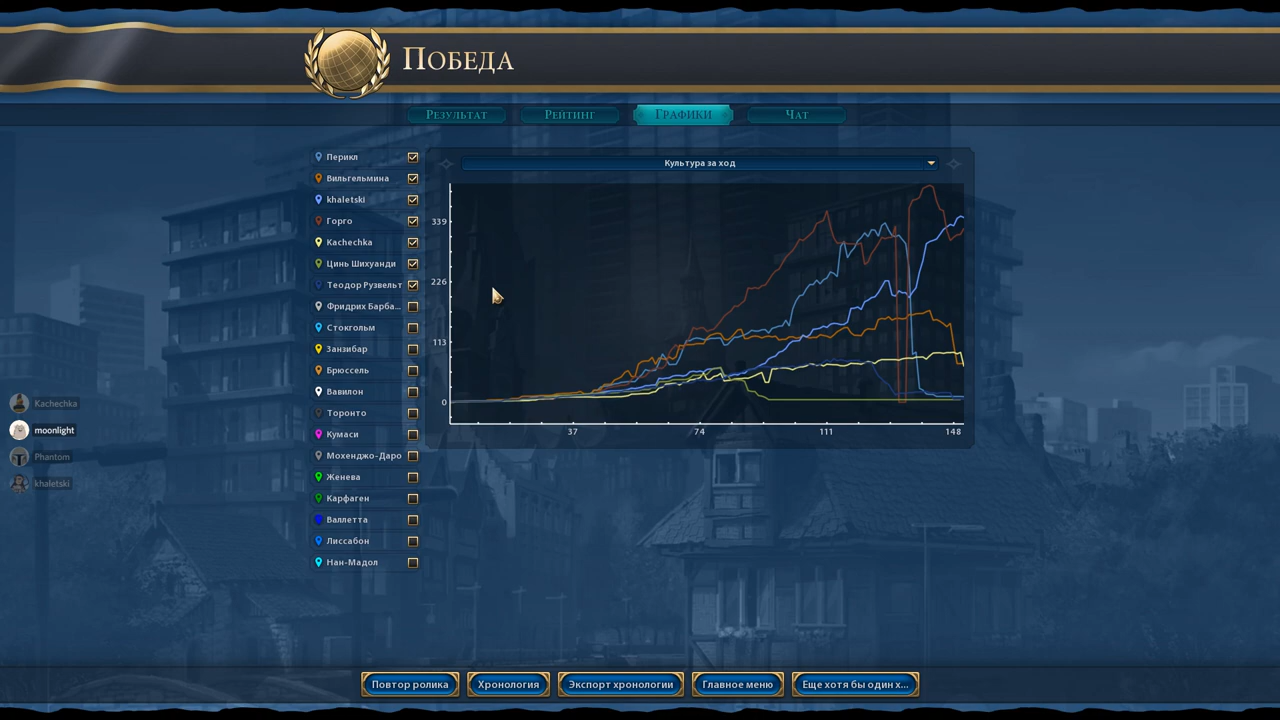 Победа
Результат
Рейтинг
Графики
Чат
Культура за ход
Перикл
Вильгельмина
khaletski
Горго
Kachechka
Цинь Шихуанди
Теодор Рузвельт
Фридрих Барба...
Стокгольм
Занзибар
Брюссель
Вавилон
Торонто
Кумаси
Мохенджо-Даро
Женева
Карфаген
Валлетта
Лиссабон
Нан-Мадол
339
226
113
0
37
74
111
148
Kachechka
moonlight
Phantom
khaletski
Повтор ролика
Хронология
Экспорт хронологии
Главное меню
Еще хотя бы один х...